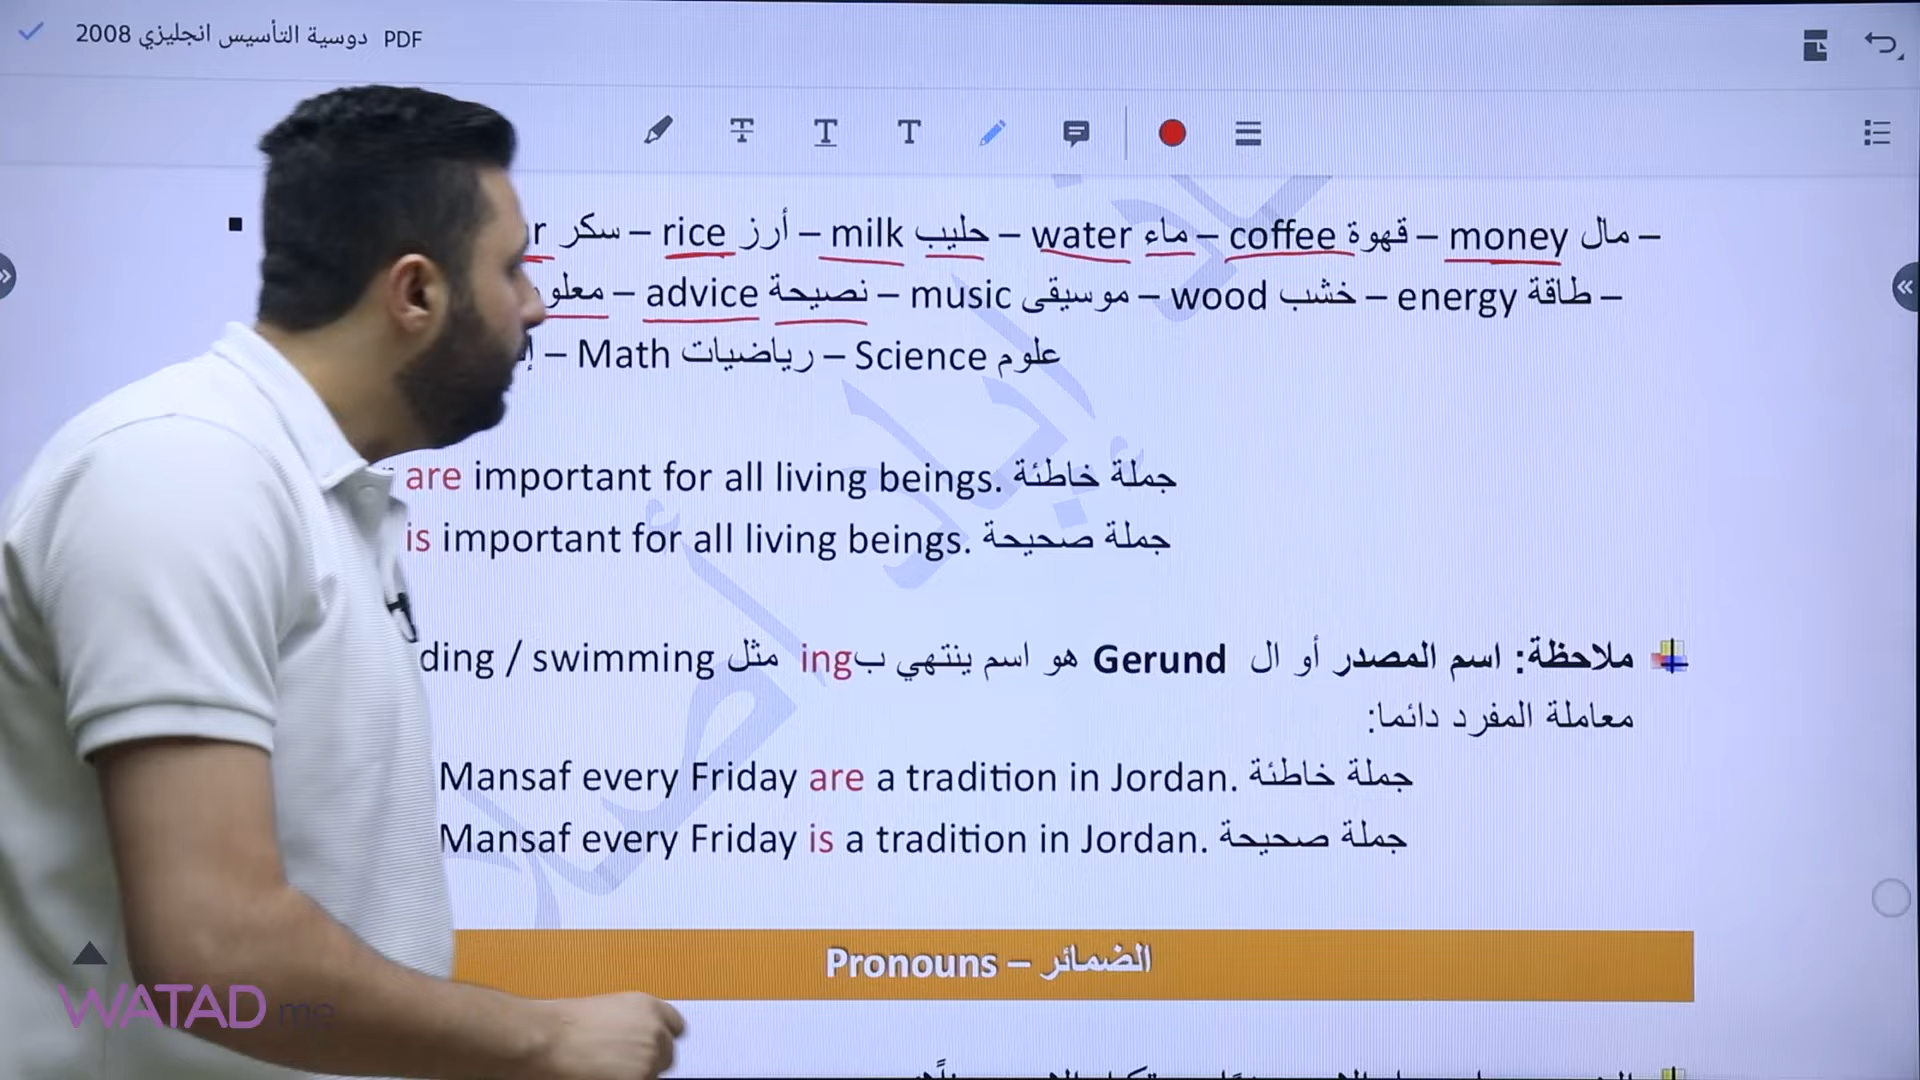 دوسية التأسيس انجليزي 2008 PDF
سكر – rice أرز – milk حليب – water ماء – coffee قهوة – money مال –
– advice نصيحة – music موسيقى – wood خشب – energy طاقة –
– Math رياضيات – Science علوم
are important for all living beings. جملة خاطئة
is important for all living beings. جملة صحيحة
ملاحظة: اسم المصدر أو ال Gerund هو اسم ينتهي بing مثل swimming /
معاملة المفرد دائما:
Mansaf every Friday are a tradition in Jordan. جملة خاطئة
Mansaf every Friday is a tradition in Jordan. جملة صحيحة
Pronouns – الضمائر
WATAD me